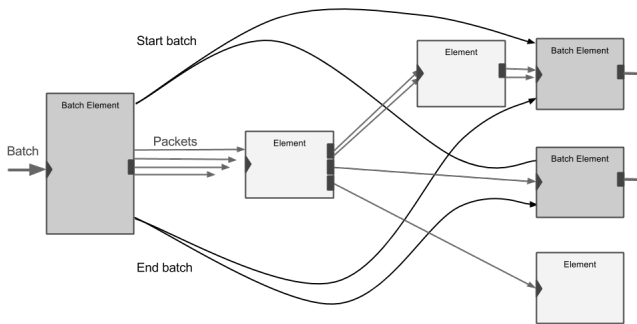 Start batch
Element
Batch Element
Batch Element
Batch
Packets
Element
Batch Element
End batch
Element